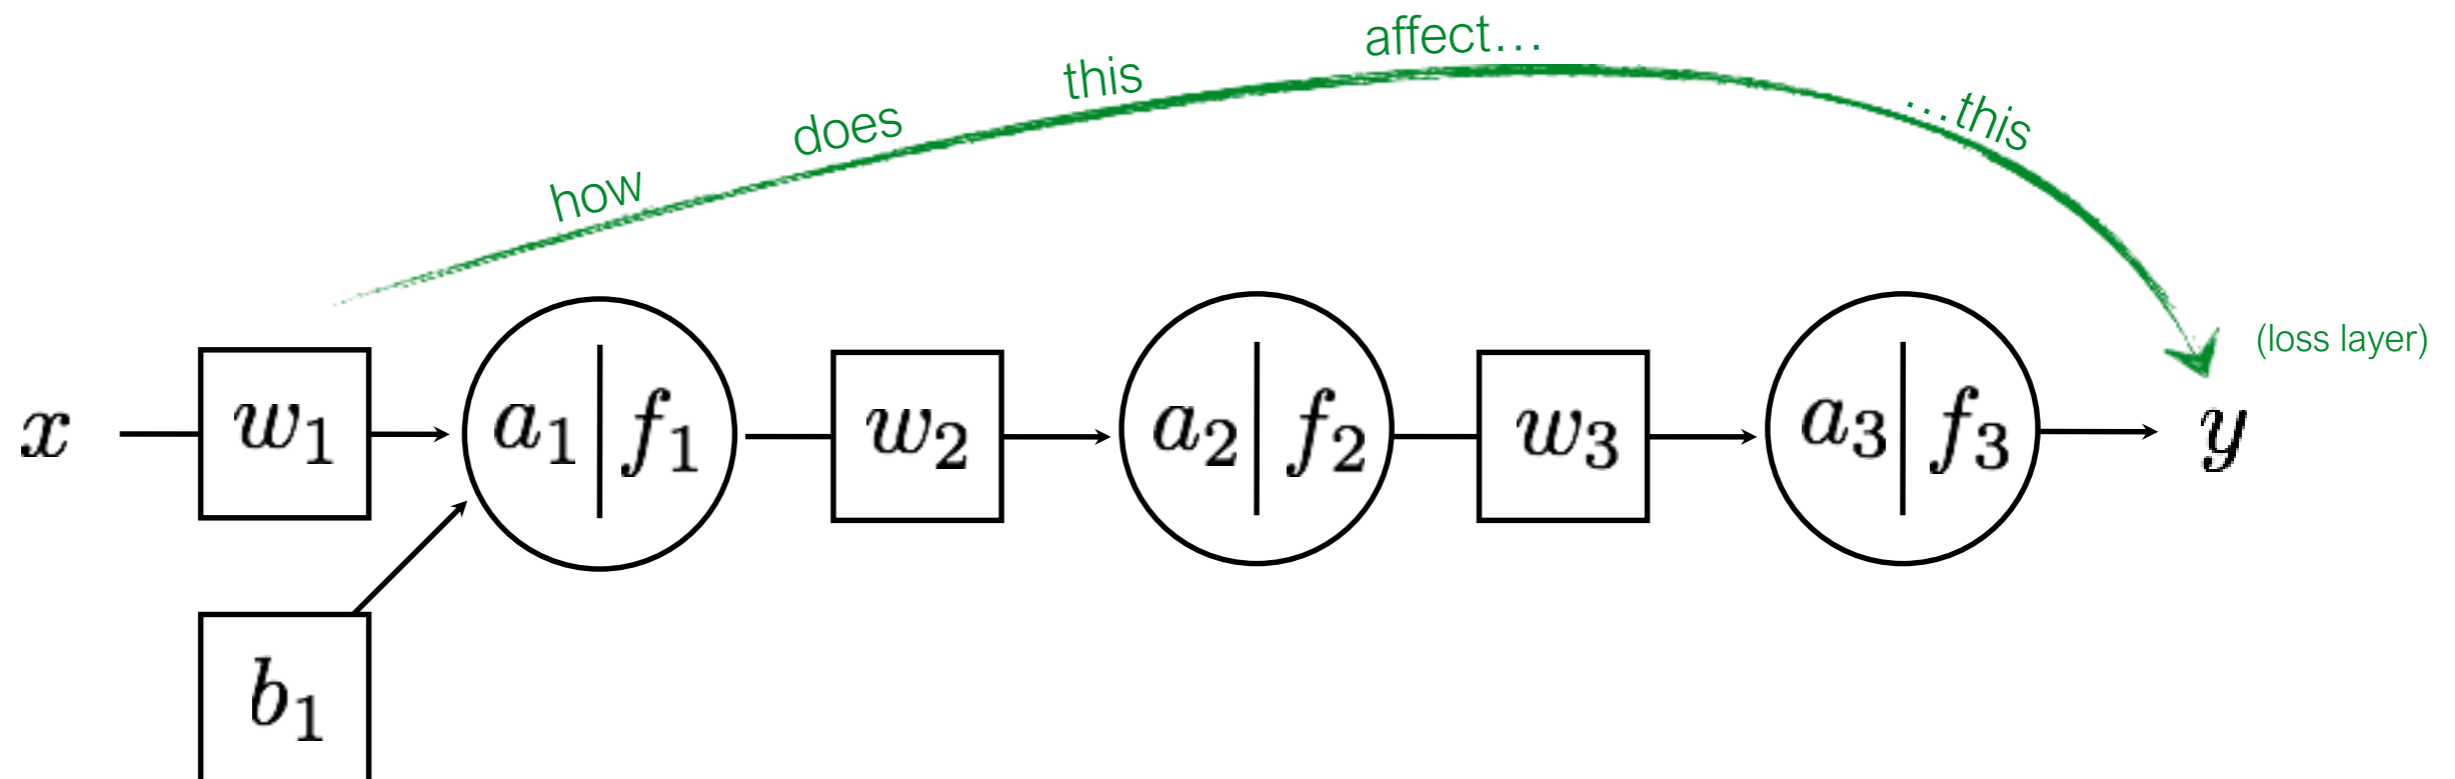 how does this affect... ...this
(loss layer)
x w₁ a₁ | f₁ w₂ a₂ | f₂ w₃ a₃ | f₃ y
b₁